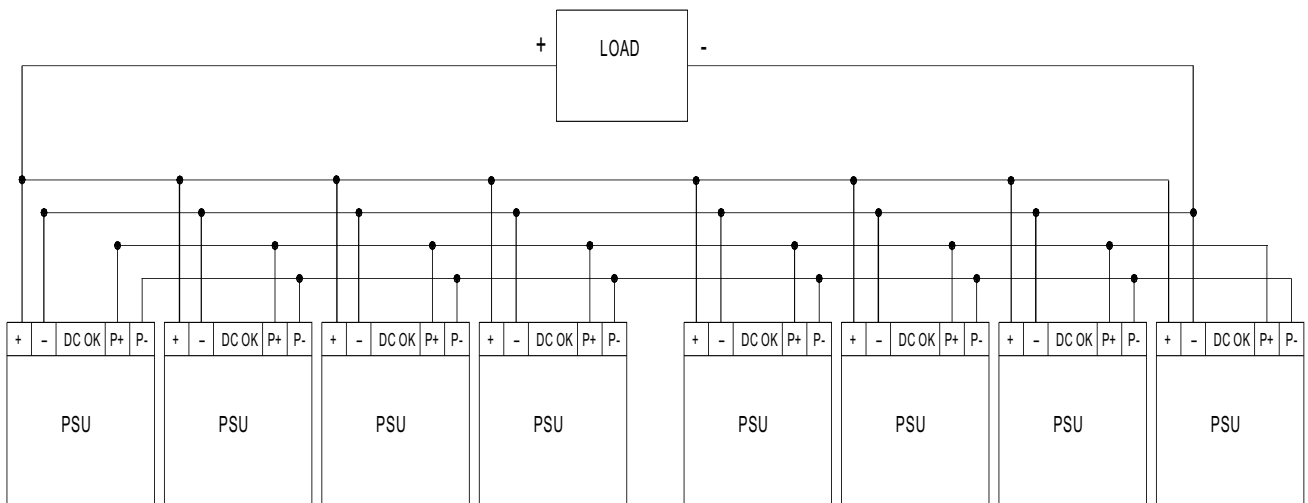 + LOAD -
+ – DC OK P+ P- + – DC OK P+ P- + – DC OK P+ P- + – DC OK P+ P- + – DC OK P+ P- + – DC OK P+ P- + – DC OK P+ P- + – DC OK P+ P-
PSU PSU PSU PSU PSU PSU PSU PSU